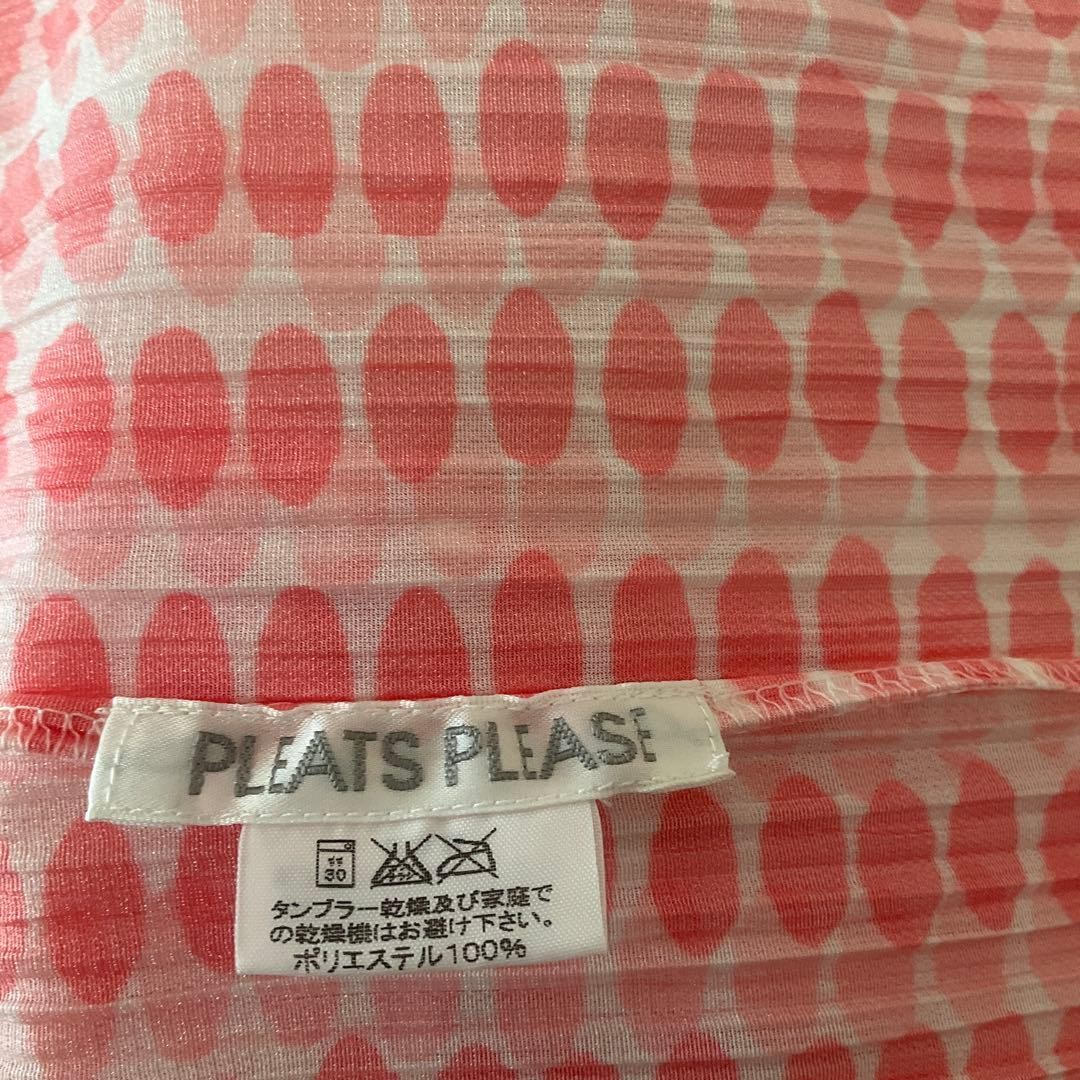 PLEATS PLEASE
弱
30
タンブラー乾燥及び家庭で
の乾燥機はお避け下さい。
ポリエステル100%